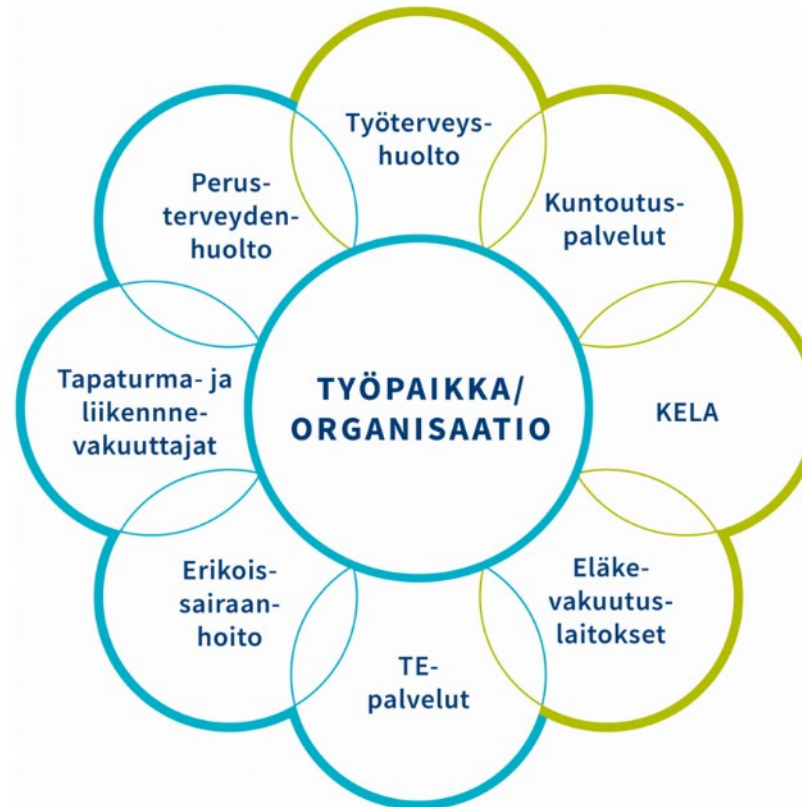 Työterveys-
huolto
Kuntoutus-
palvelut
KELA
Eläke-
vakuutus-
laitokset
TE-
palvelut
Erikois-
sairaan-
hoito
Tapaturma- ja
liikennne-
vakuuttajat
Perus-
terveyden-
huolto
TYÖPAIKKA/
ORGANISAATIO